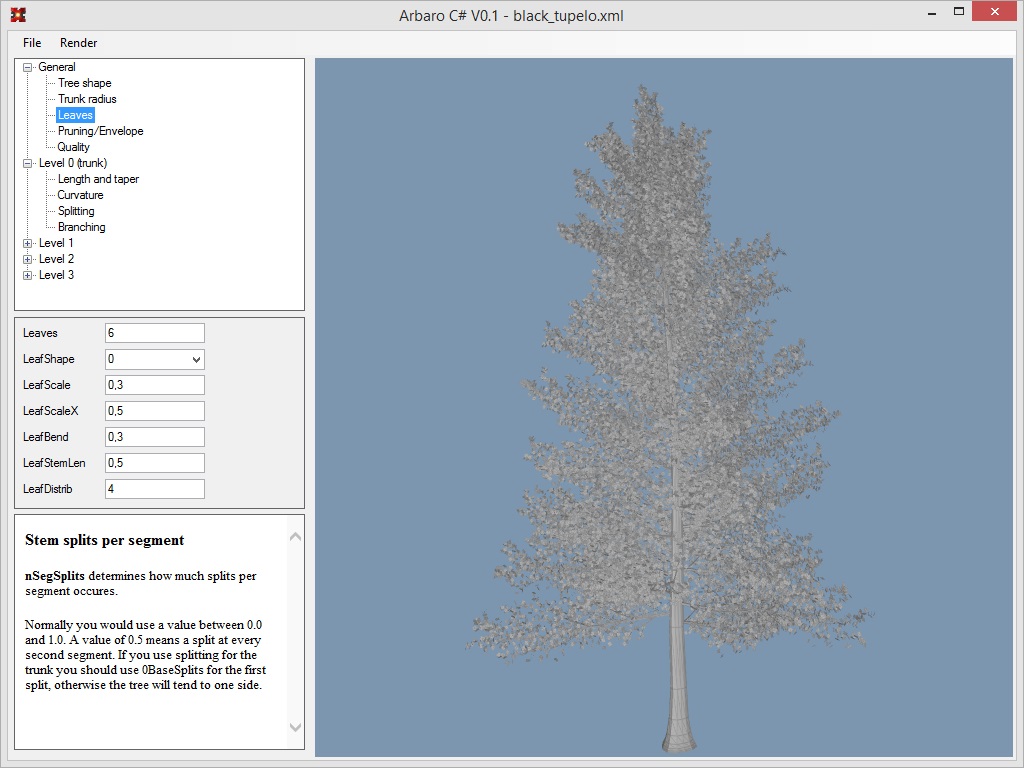 Arbaro C# V0.1 - black_tupelo.xml
File Render
General
Tree shape
Trunk radius
Leaves
Pruning/Envelope
Quality
Level 0 (trunk)
Length and taper
Curvature
Splitting
Branching
Level 1
Level 2
Level 3
Leaves 6
LeafShape 0
LeafScale 0,3
LeafScaleX 0,5
LeafBend 0,3
LeafStemLen 0,5
LeafDistrib 4
Stem splits per segment
nSegSplits determines how much splits per
segment occures.
Normally you would use a value between 0.0
and 1.0. A value of 0.5 means a split at every
second segment. If you use splitting for the
trunk you should use 0BaseSplits for the first
split, otherwise the tree will tend to one side.